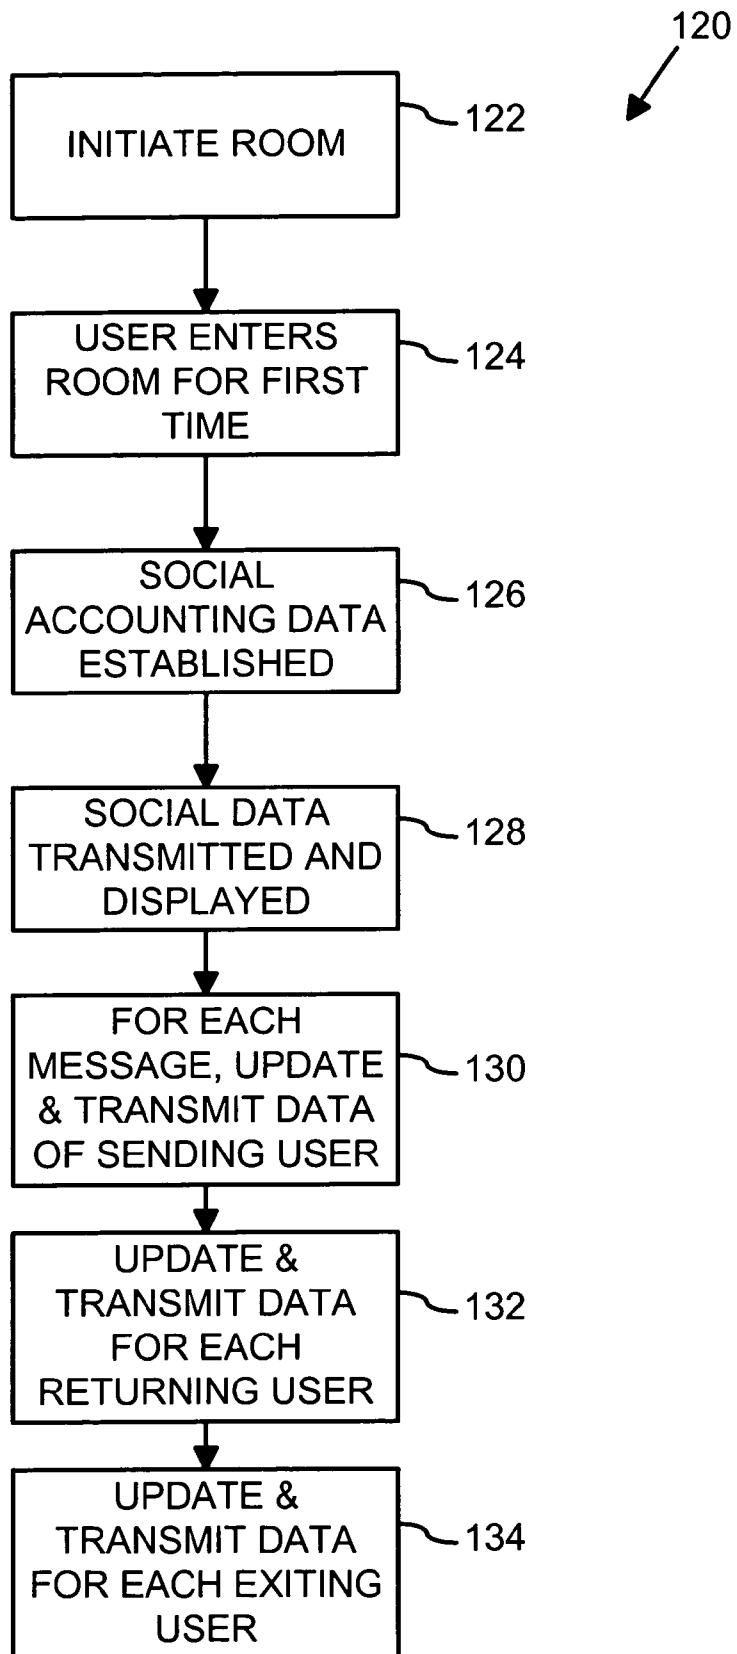 120
INITIATE ROOM
122
USER ENTERS
ROOM FOR FIRST
TIME
124
SOCIAL
ACCOUNTING DATA
ESTABLISHED
126
SOCIAL DATA
TRANSMITTED AND
DISPLAYED
128
FOR EACH
MESSAGE, UPDATE
& TRANSMIT DATA
OF SENDING USER
130
UPDATE &
TRANSMIT DATA
FOR EACH
RETURNING USER
132
UPDATE &
TRANSMIT DATA
FOR EACH EXITING
USER
134